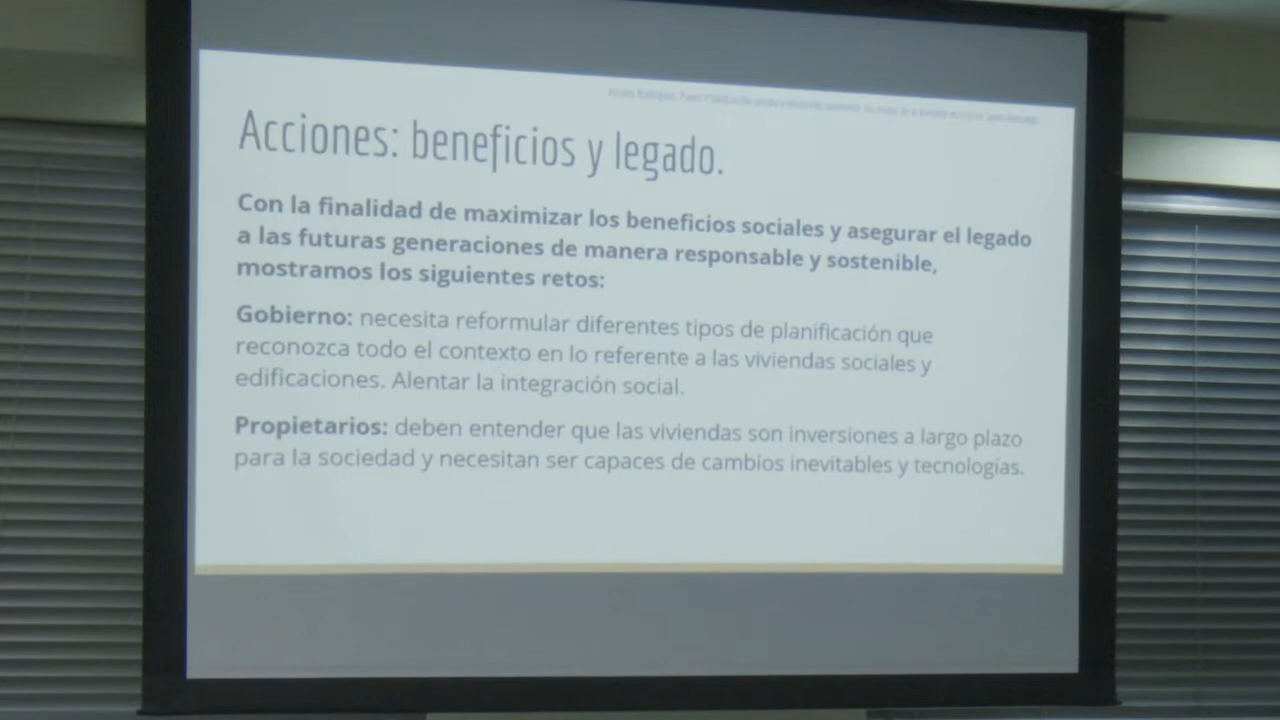 Acciones: beneficios y legado.
Con la finalidad de maximizar los beneficios sociales y asegurar el legado
a las futuras generaciones de manera responsable y sostenible,
mostramos los siguientes retos:
Gobierno: necesita reformular diferentes tipos de planificación que
reconozca todo el contexto en lo referente a las viviendas sociales y
edificaciones. Alentar la integración social.
Propietarios: deben entender que las viviendas son inversiones a largo plazo
para la sociedad y necesitan ser capaces de cambios inevitables y tecnologías.